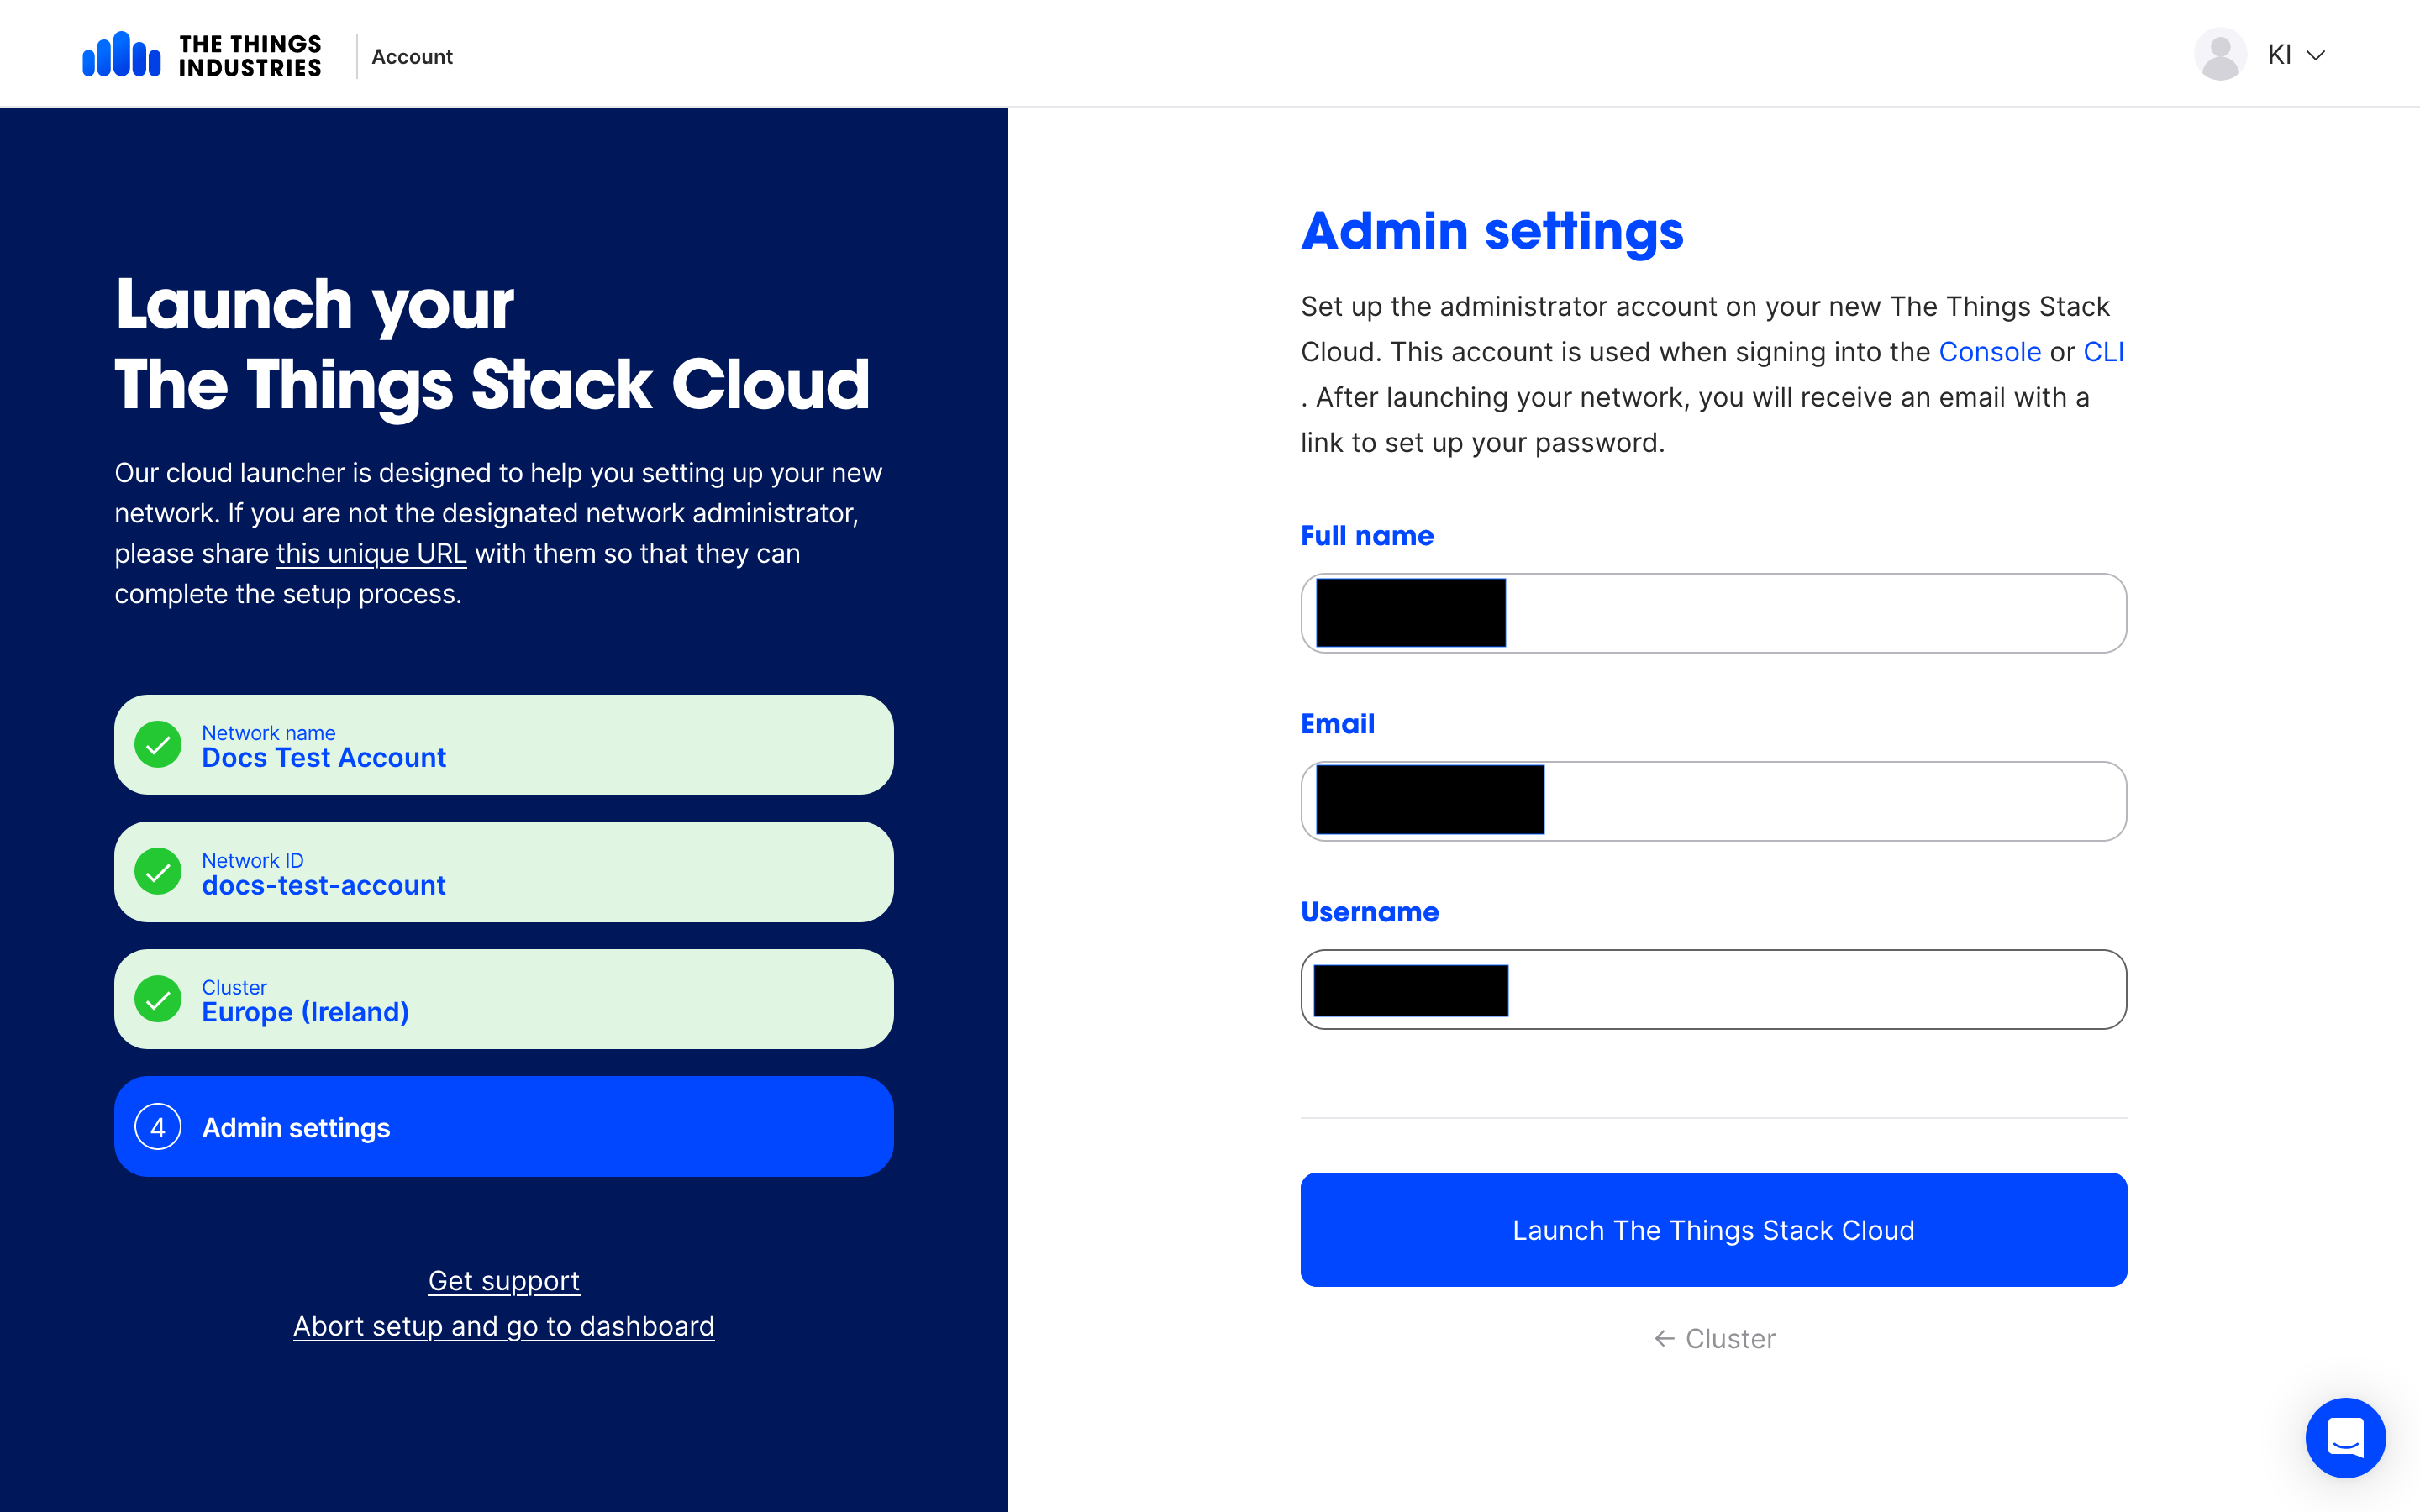 THE THINGS
INDUSTRIES
Account
KI
Launch your
The Things Stack Cloud
Our cloud launcher is designed to help you setting up your new
network. If you are not the designated network administrator,
please share this unique URL with them so that they can
complete the setup process.
Network name
Docs Test Account
Network ID
docs-test-account
Cluster
Europe (Ireland)
4
Admin settings
Get support
Abort setup and go to dashboard
Admin settings
Set up the administrator account on your new The Things Stack
Cloud. This account is used when signing into the Console or CLI
. After launching your network, you will receive an email with a
link to set up your password.
Full name
Email
Username
Launch The Things Stack Cloud
← Cluster